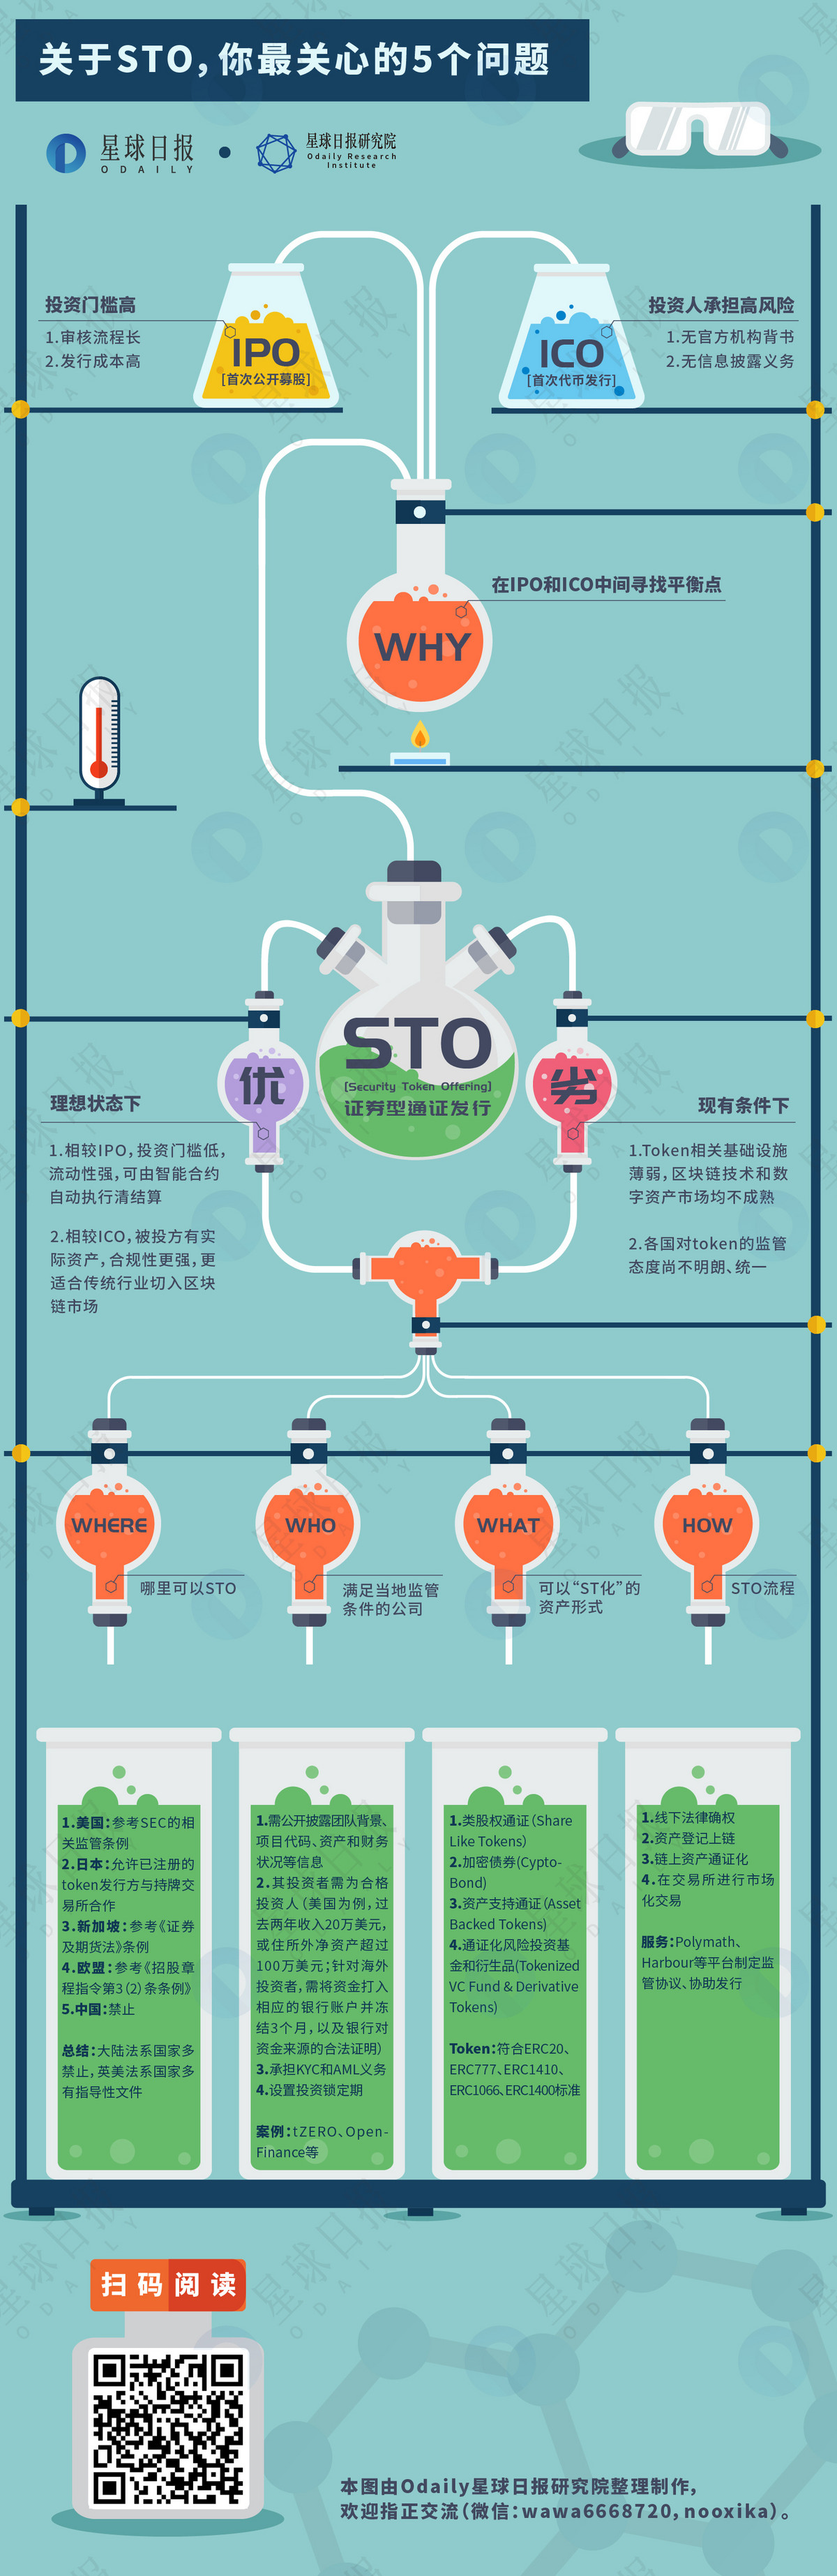 关于STO，你最关心的5个问题
星球日报
ODAILY
星球日报研究院
Odaily Research
Institute
投资门槛高
1.审核流程长
2.发行成本高
IPO
[首次公开募股]
投资人承担高风险
1.无官方机构背书
2.无信息披露义务
ICO
[首次代币发行]
在IPO和ICO中间寻找平衡点
WHY
STO
[Security Token Offering]
证券型通证发行
优
劣
理想状态下
1.相较IPO，投资门槛低，
流动性强，可由智能合约
自动执行清结算
2.相较ICO，被投方有实
际资产，合规性更强，更
适合传统行业切入区块
链市场
现有条件下
1.Token相关基础设施
薄弱，区块链技术和数
字资产市场均不成熟
2.各国对token的监管
态度尚不明朗、统一
WHERE
哪里可以STO
WHO
满足当地监管
条件的公司
WHAT
可以“ST化”的
资产形式
HOW
STO流程
1.美国：参考SEC的相
关监管条例
2.日本：允许已注册的
token发行方与持牌交
易所合作
3.新加坡：参考《证券
及期货法》条例
4.欧盟：参考《招股章
程指令第3（2）条条例》
5.中国：禁止
总结：大陆法系国家多
禁止，英美法系国家多
有指导性文件
1.需公开披露团队背景、
项目代码、资产和财务
状况等信息
2.其投资者需为合格
投资人（美国为例，过
去两年收入20万美元，
或住所外净资产超过
100万美元；针对海外
投资者，需将资金打入
相应的银行账户并冻
结3个月，以及银行对
资金来源的合法证明）
3.承担KYC和AML义务
4.设置投资锁定期
案例：tZERO、Open-
Finance等
1.类股权通证（Share
Like Tokens）
2.加密债券(Cypto-
Bond)
3.资产支持通证（Asset
Backed Tokens)
4.通证化风险投资基
金和衍生品(Tokenized
VC Fund & Derivative
Tokens)
Token：符合ERC20、
ERC777、ERC1410、
ERC1066、ERC1400标准
1.线下法律确权
2.资产登记上链
3.链上资产通证化
4.在交易所进行市场
化交易
服务：Polymath、
Harbour等平台制定监
管协议、协助发行
扫码阅读
本图由Odaily星球日报研究院整理制作，
欢迎指正交流（微信：wawa6668720，nooxika）。